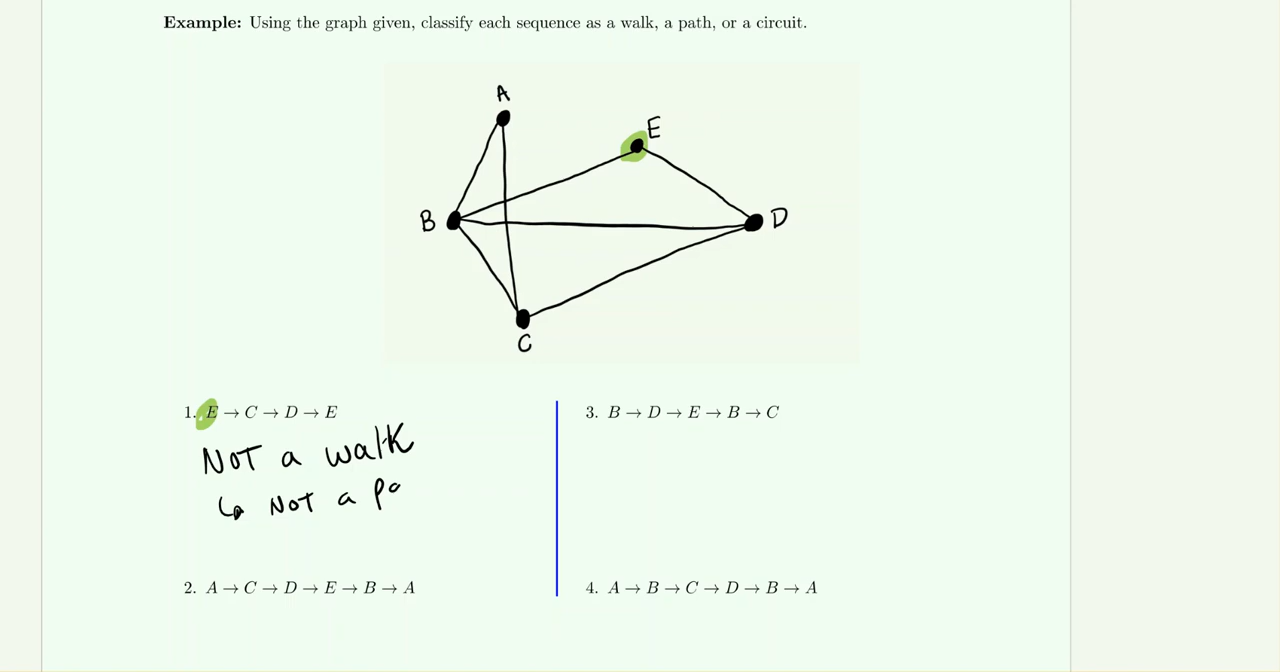 Example: Using the graph given, classify each sequence as a walk, a path, or a circuit.
A
E
B
D
C
1. E → C → D → E
NOT a walk
↳ NOT a pa
2. A → C → D → E → B → A
3. B → D → E → B → C
4. A → B → C → D → B → A